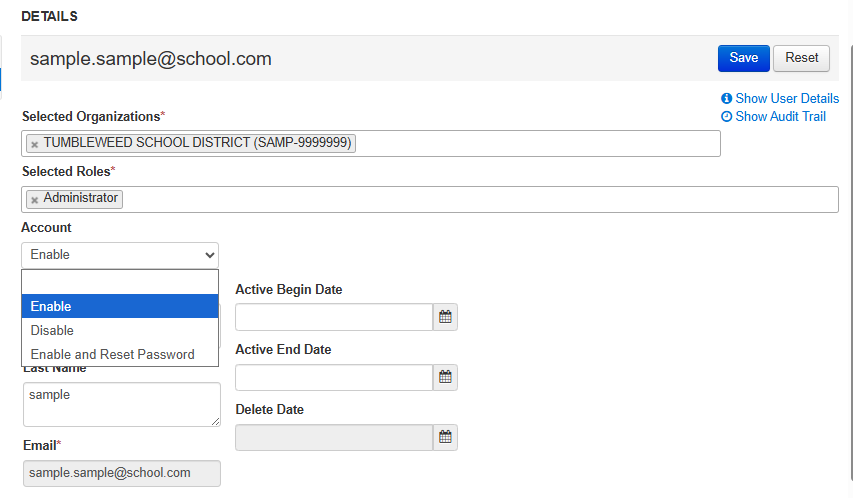 DETAILS
sample.sample@school.com
Save
Reset
Show User Details
Show Audit Trail
Selected Organizations*
× TUMBLEWEED SCHOOL DISTRICT (SAMP-9999999)
Selected Roles*
× Administrator
Account
Enable
Enable
Disable
Enable and Reset Password
Active Begin Date
Active End Date
Last Name
sample
Delete Date
Email*
sample.sample@school.com